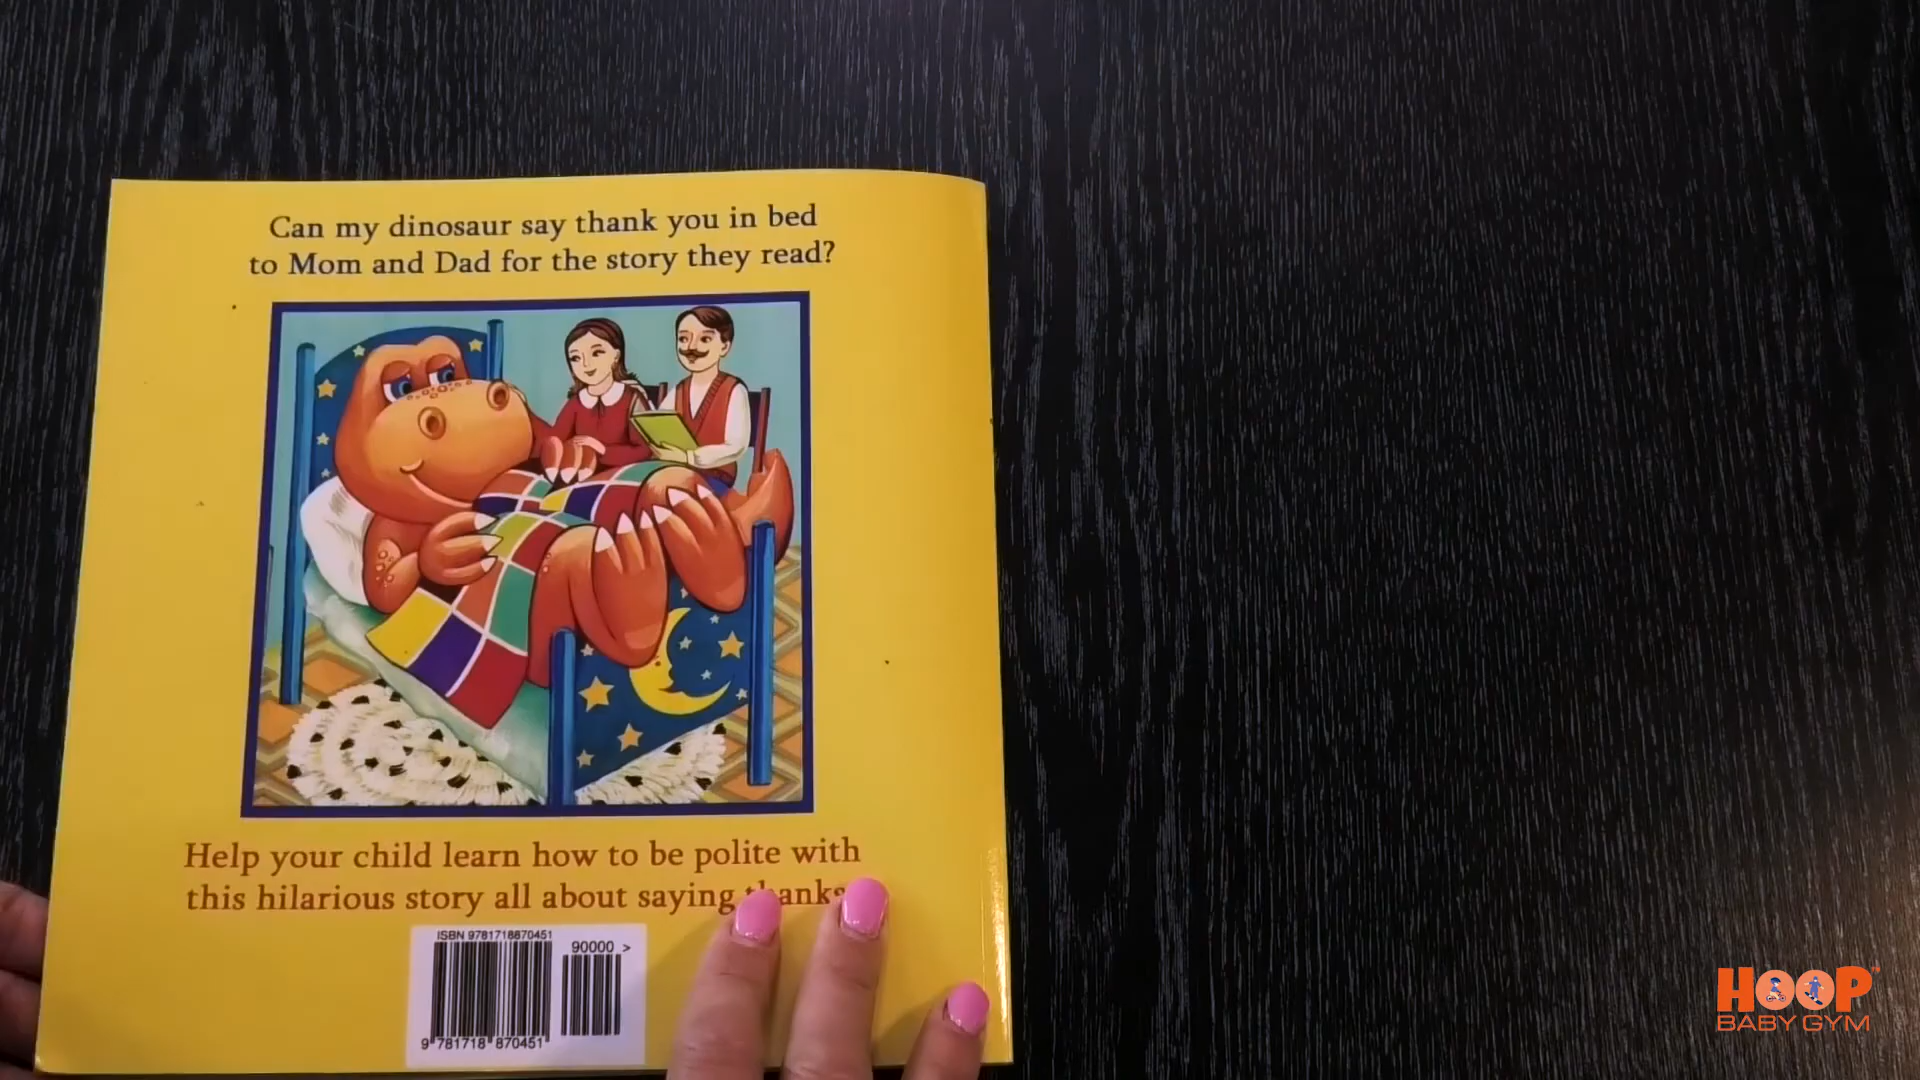 Can my dinosaur say thank you in bed
to Mom and Dad for the story they read?
Help your child learn how to be polite with
this hilarious story all about saying thanks
ISBN 9781718870451
90000 >
9 781718 870451
HOOP
BABY GYM